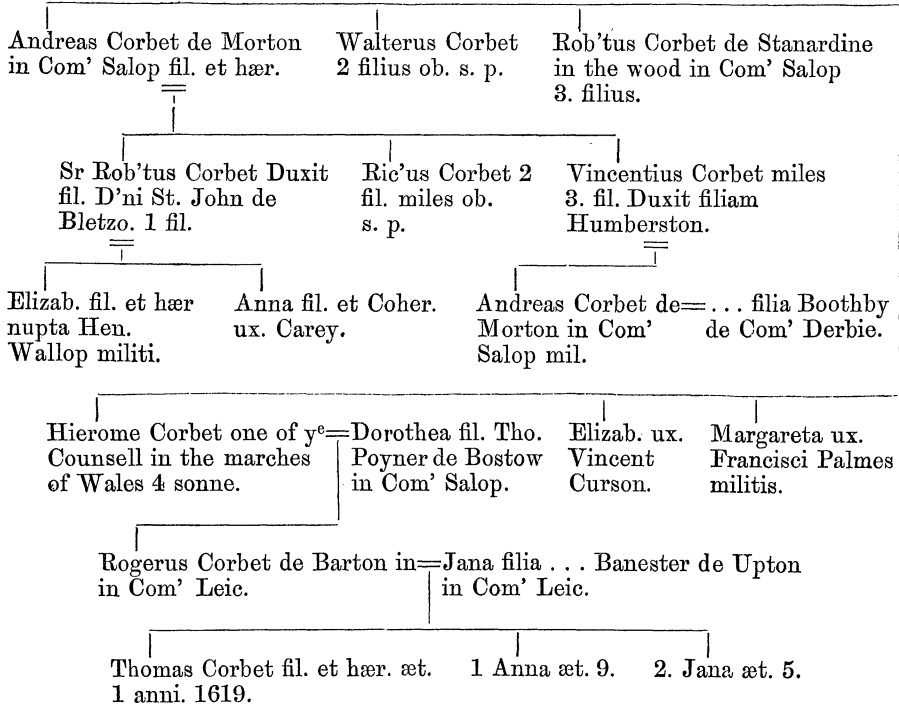 Andreas Corbet de Morton
in Com' Salop fil. et hær.
Walterus Corbet
2 filius ob. s. p.
Rob'tus Corbet de Stanardine
in the wood in Com' Salop
3. filius.
Sr Rob'tus Corbet Duxit
fil. D'ni St. John de
Bletzo. 1 fil.
Ric'us Corbet 2
fil. miles ob.
s. p.
Vincentius Corbet miles
3. fil. Duxit filiam
Humberston.
Elizab. fil. et hær
nupta Hen.
Wallop militi.
Anna fil. et Coher.
ux. Carey.
Andreas Corbet de=
Morton in Com'
Salop mil.
... filia Boothby
de Com' Derbie.
Hierome Corbet one of yᵉ=
Counsell in the marches
of Wales 4 sonne.
Dorothea fil. Tho.
Poyner de Bostow
in Com' Salop.
Elizab. ux.
Vincent
Curson.
Margareta ux.
Francisci Palmes
militis.
Rogerus Corbet de Barton in=
in Com' Leic.
Jana filia ... Banester de Upton
in Com' Leic.
Thomas Corbet fil. et hær. æt.
1 anni. 1619.
1 Anna æt. 9.
2. Jana æt. 5.